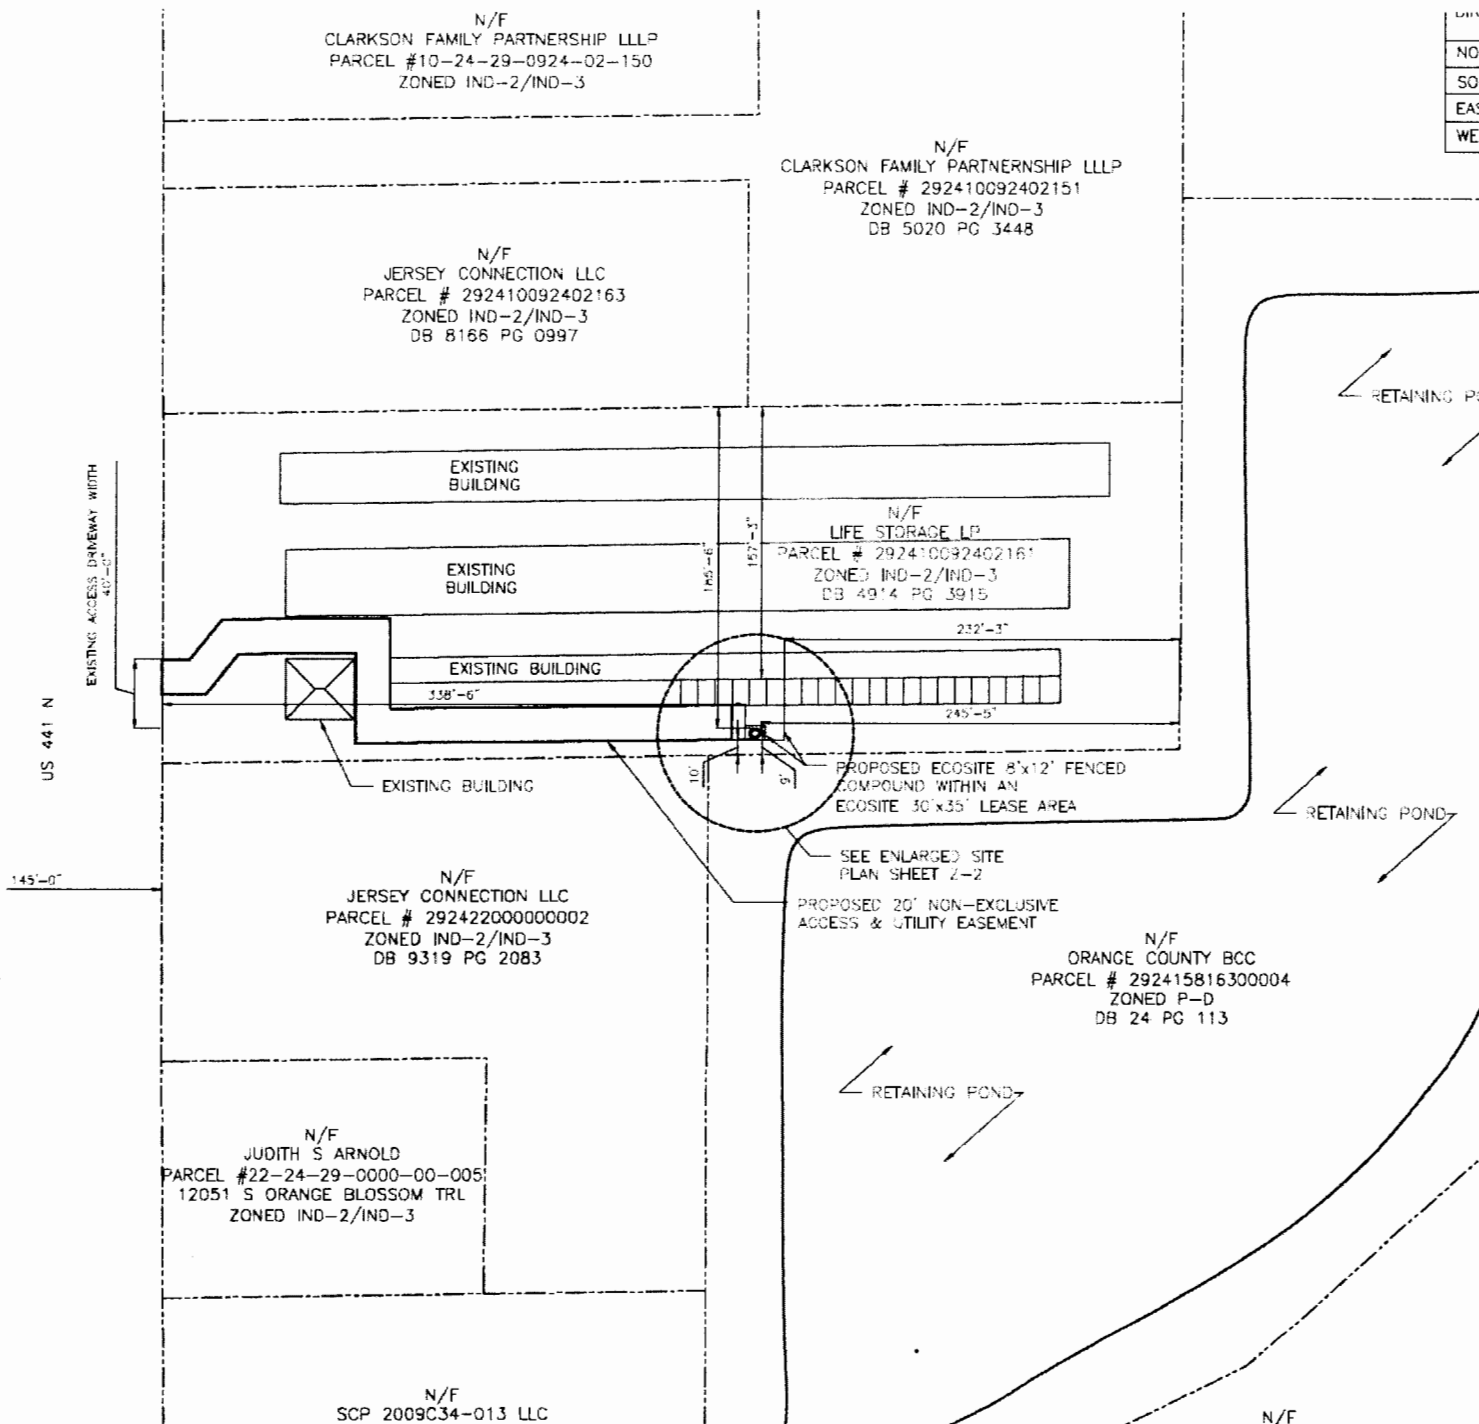 N/F
CLARKSON FAMILY PARTNERSHIP LLLP
PARCEL #10-24-29-0924-02-150
ZONED IND-2/IND-3
NO
SO
EAS
WE
N/F
CLARKSON FAMILY PARTNERNSHIP LLLP
PARCEL # 292410092402151
ZONED IND-2/IND-3
DB 5020 PG 3448
N/F
JERSEY CONNECTION LLC
PARCEL # 292410092402163
ZONED IND-2/IND-3
DB 8166 PG 0997
RETAINING PO
EXISTING
BUILDING
EXISTING ACCESS DRIVEWAY WIDTH
40'-0"
N/F
LIFE STORAGE LP
PARCEL # 292410092402161
ZONED IND-2/IND-3
DB 4914 PG 3915
157'-3"
EXISTING
BUILDING
232'-3"
EXISTING BUILDING
338'-6"
245'-5"
US 441 N
EXISTING BUILDING
10'
9'
PROPOSED ECOSITE 8'x12' FENCED
COMPOUND WITHIN AN
ECOSITE 30'x35' LEASE AREA
RETAINING POND
SEE ENLARGED SITE
PLAN SHEET Z-2
145'-0"
N/F
JERSEY CONNECTION LLC
PARCEL # 292422000000002
ZONED IND-2/IND-3
DB 9319 PG 2083
PROPOSED 20' NON-EXCLUSIVE
ACCESS & UTILITY EASEMENT
N/F
ORANGE COUNTY BCC
PARCEL # 292415816300004
ZONED P-D
DB 24 PG 113
RETAINING POND
N/F
JUDITH S ARNOLD
PARCEL #22-24-29-0000-00-005
12051 S ORANGE BLOSSOM TRL
ZONED IND-2/IND-3
N/F
SCP 2009C34-013 LLC
N/F